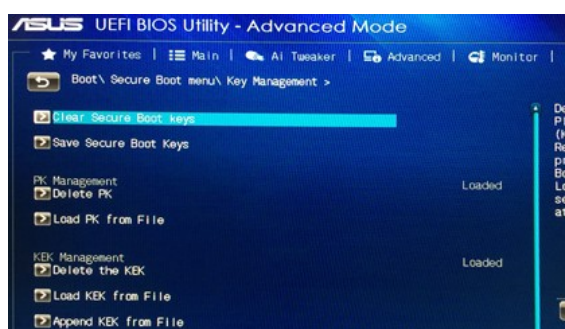 ASUS UEFI BIOS Utility - Advanced Mode
My Favorites | Main | Ai Tweaker | Advanced | Monitor |
Boot\ Secure Boot menu\ Key Management >
Clear Secure Boot keys
Save Secure Boot Keys
PK Management
Delete PK Loaded
Load PK from File
KEK Management
Delete the KEK Loaded
Load KEK from File
Append KEK from File